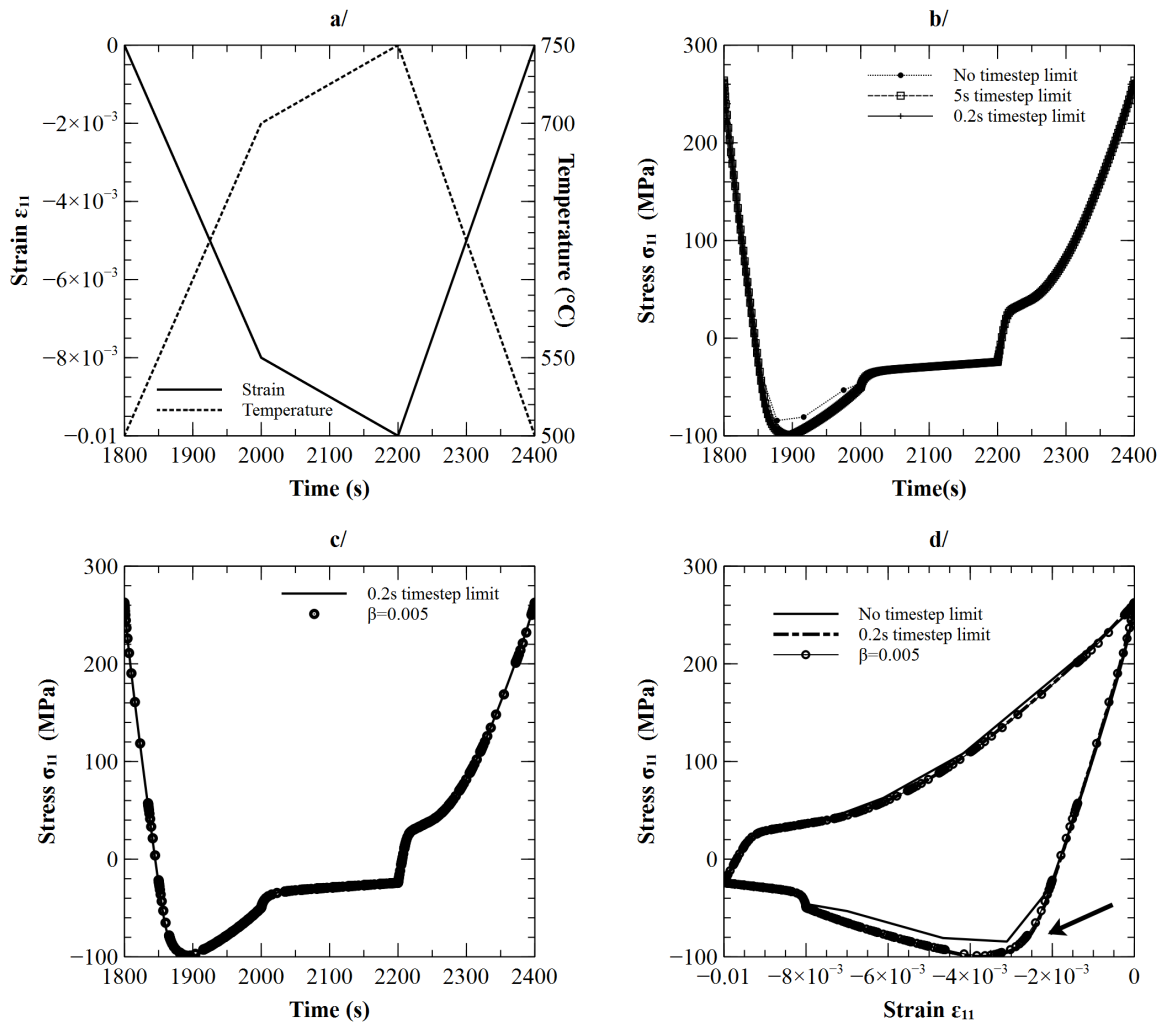 a/
0
−2×10⁻³
−4×10⁻³
−6×10⁻³
−8×10⁻³
−0.01
Strain ε₁₁
750
700
550
500
Temperature (°C)
Strain
Temperature
1800 1900 2000 2100 2200 2300 2400
Time (s)
b/
300
200
100
0
−100
Stress σ₁₁ (MPa)
No timestep limit
5s timestep limit
0.2s timestep limit
1800 1900 2000 2100 2200 2300 2400
Time(s)
c/
300
200
100
0
−100
Stress σ₁₁ (MPa)
0.2s timestep limit
β=0.005
1800 1900 2000 2100 2200 2300 2400
Time (s)
d/
300
200
100
0
−100
Stress σ₁₁ (MPa)
No timestep limit
0.2s timestep limit
β=0.005
−0.01 −8×10⁻³ −6×10⁻³ −4×10⁻³ −2×10⁻³ 0
Strain ε₁₁